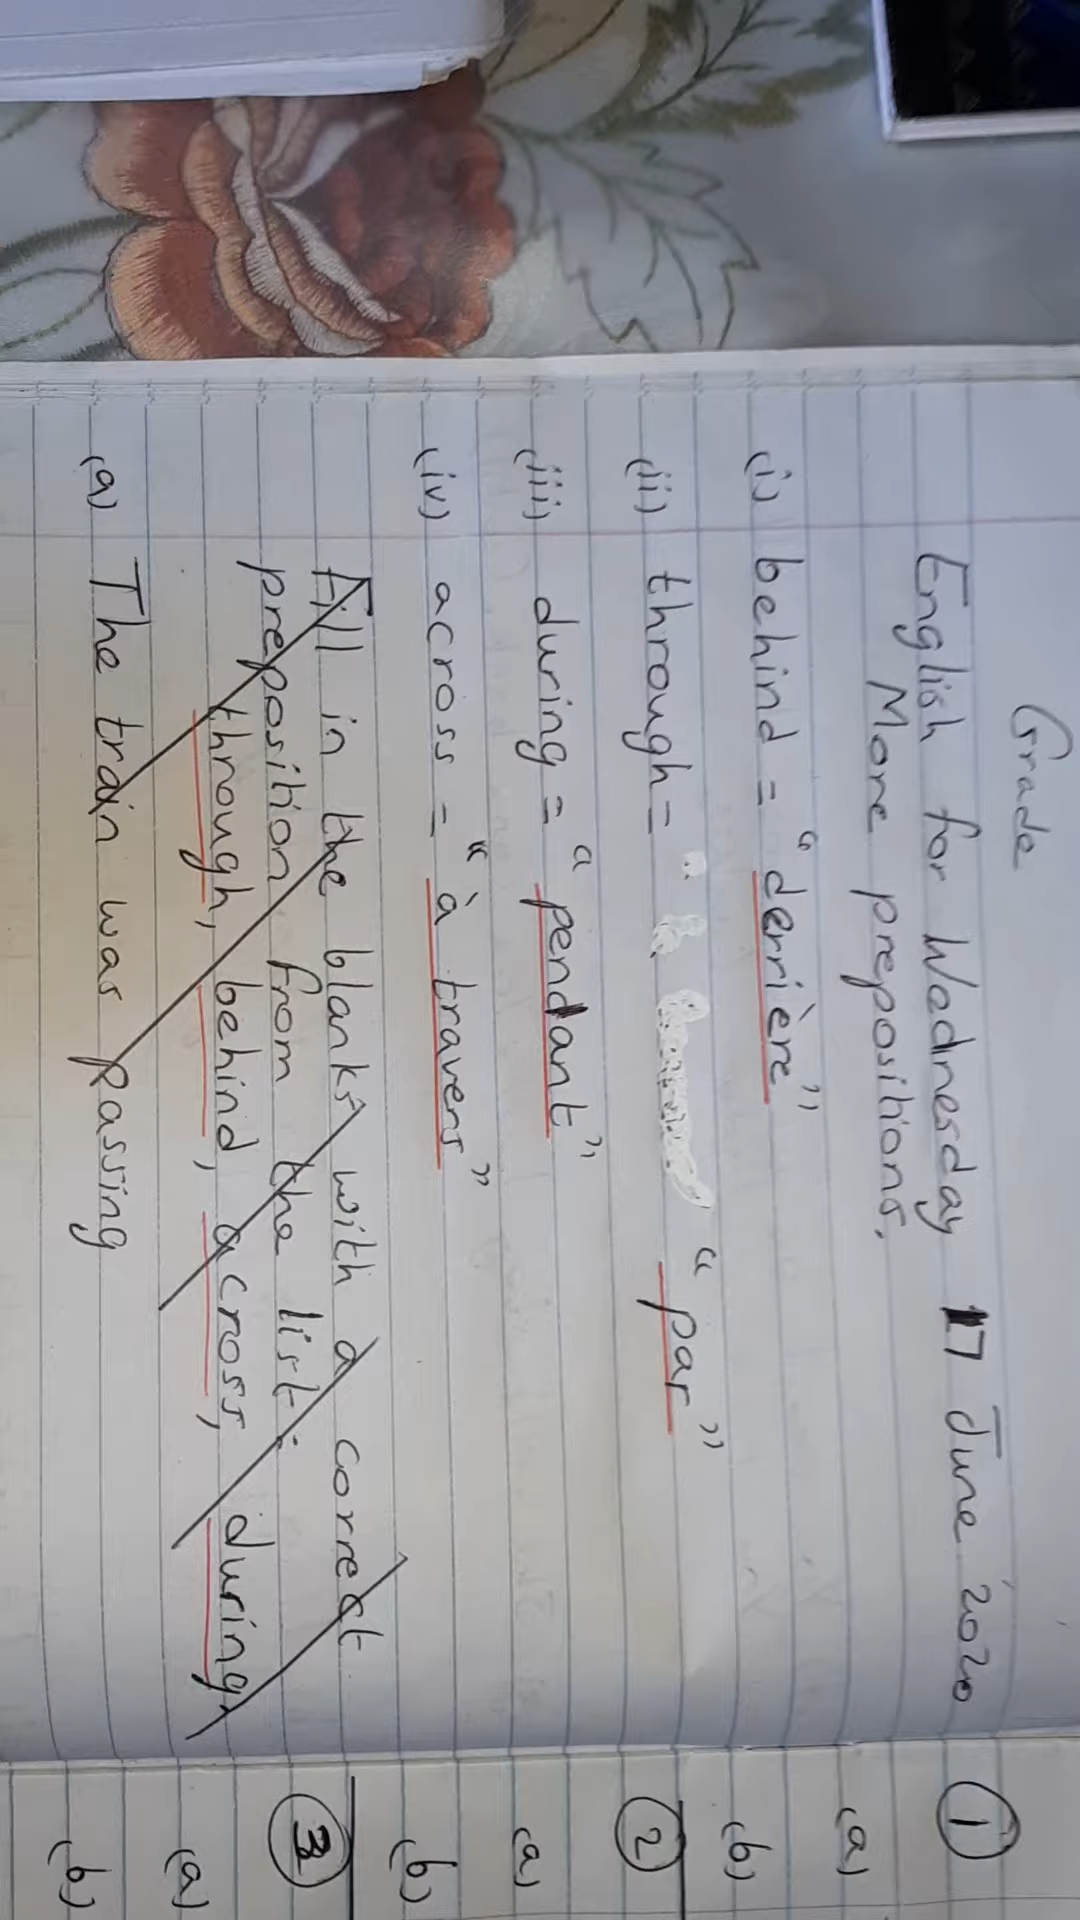 Grade
English for Wednesday 17 June 2020
More prepositions.
(i) behind = "derrière"
(ii) through = "par"
(iii) during = "pendant"
(iv) across = "à travers"
Fill in the blanks with a correct
preposition from the list:
through, behind, across, during.
(a) The train was passing
1
(a)
(b)
2
(a)
(b)
3
(a)
(b)